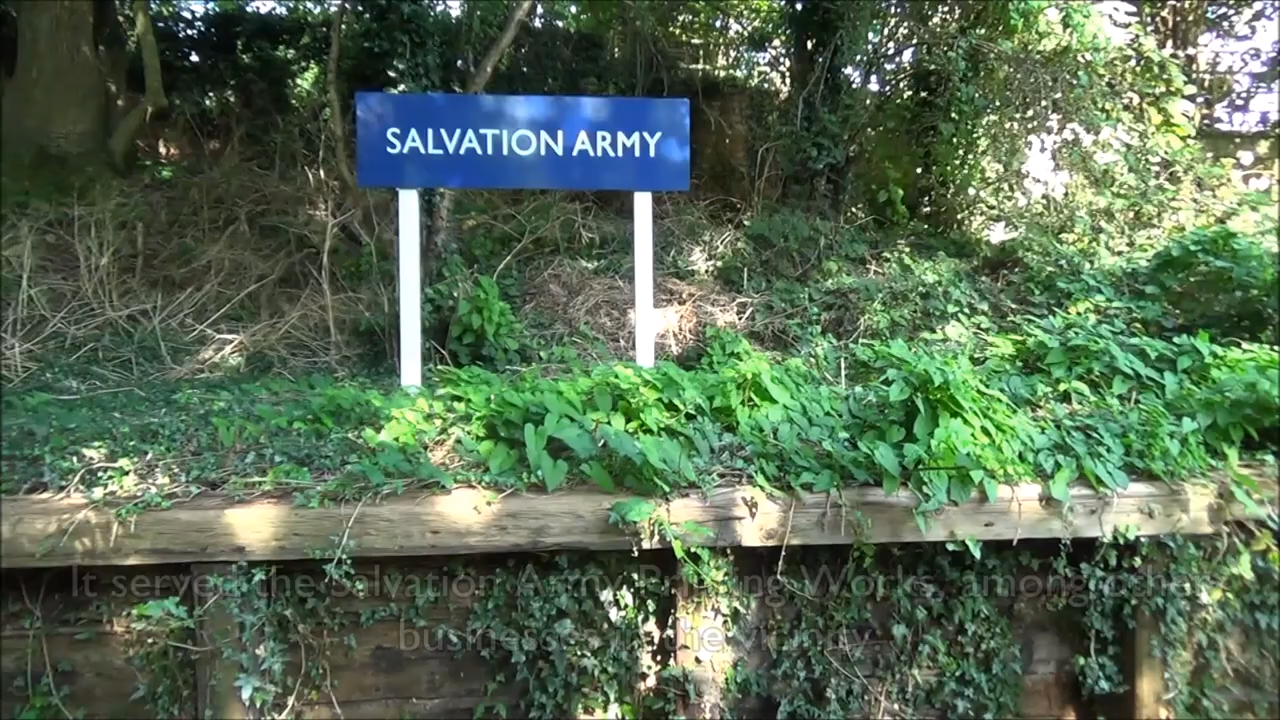 SALVATION ARMY
It served the Salvation Army Printing Works, among other
businesses in the vicinity.